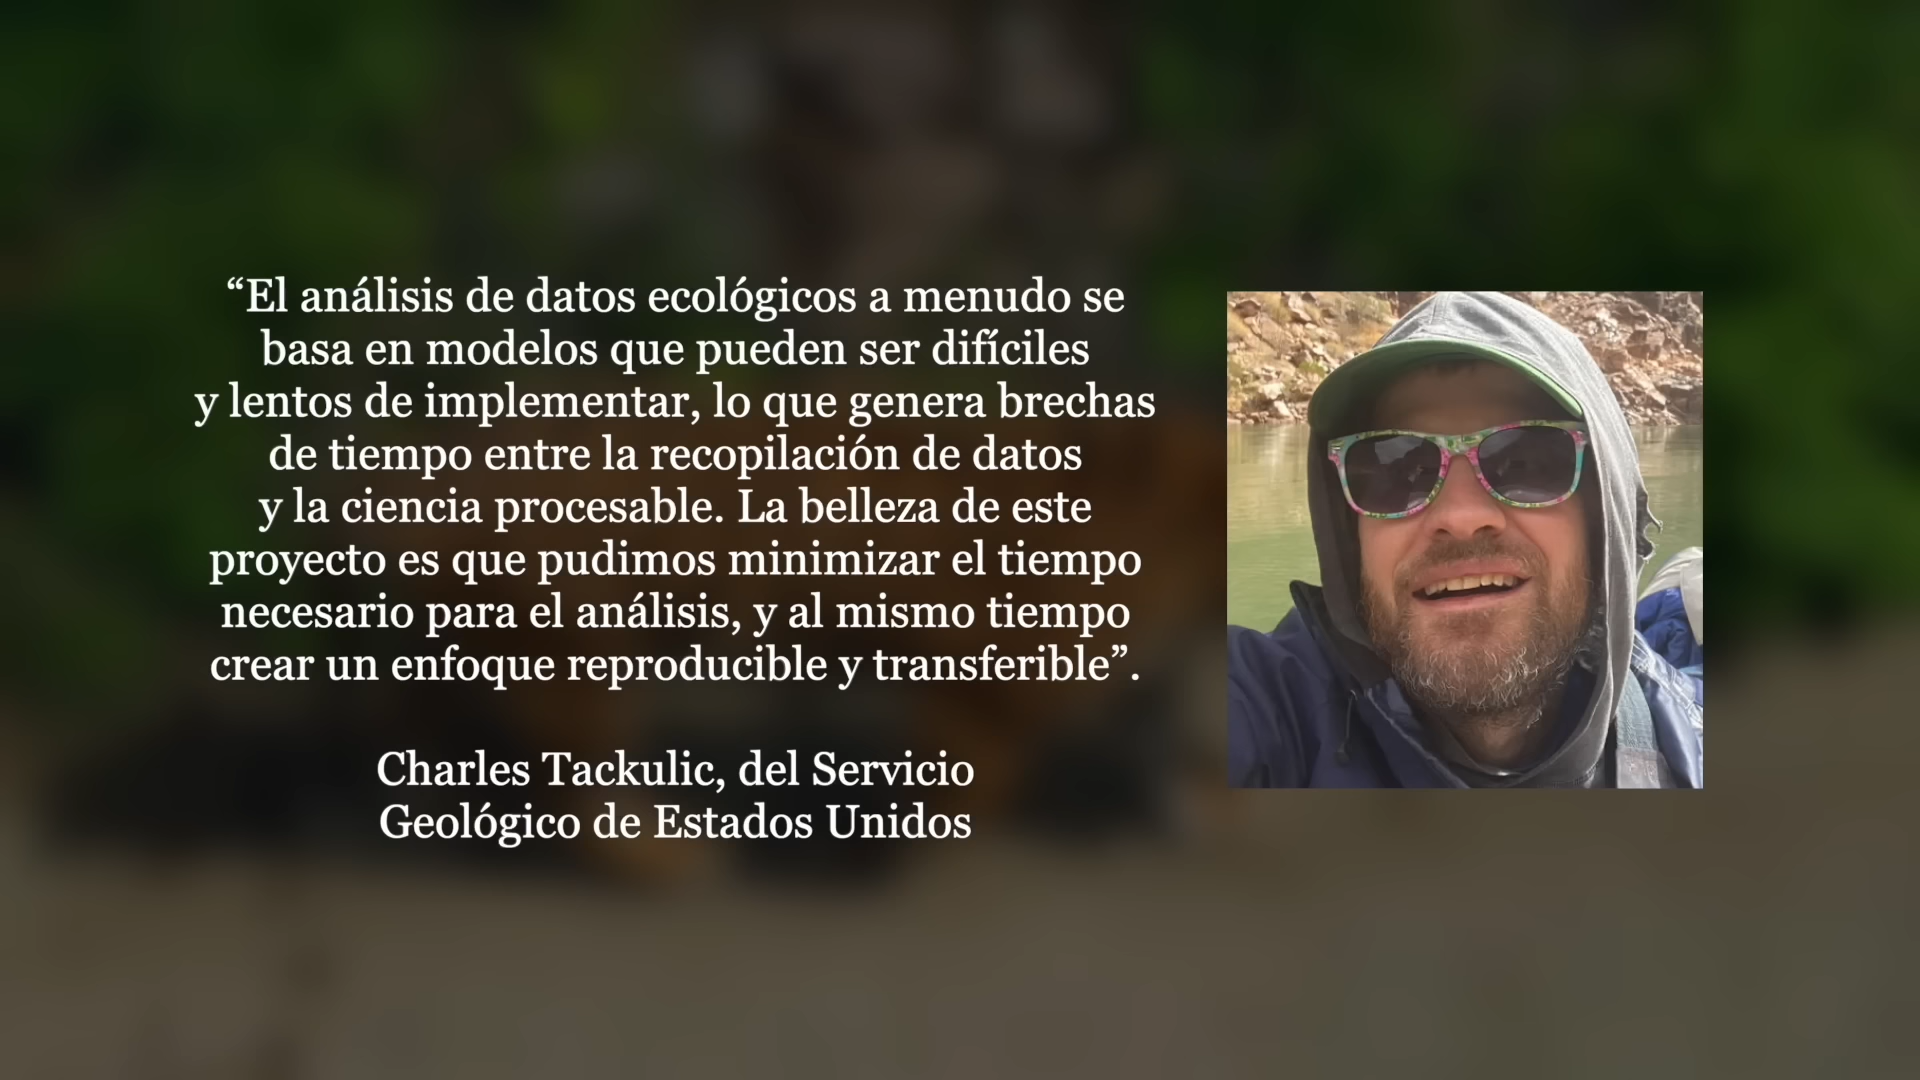 “El análisis de datos ecológicos a menudo se
basa en modelos que pueden ser difíciles
y lentos de implementar, lo que genera brechas
de tiempo entre la recopilación de datos
y la ciencia procesable. La belleza de este
proyecto es que pudimos minimizar el tiempo
necesario para el análisis, y al mismo tiempo
crear un enfoque reproducible y transferible”.
Charles Tackulic, del Servicio
Geológico de Estados Unidos